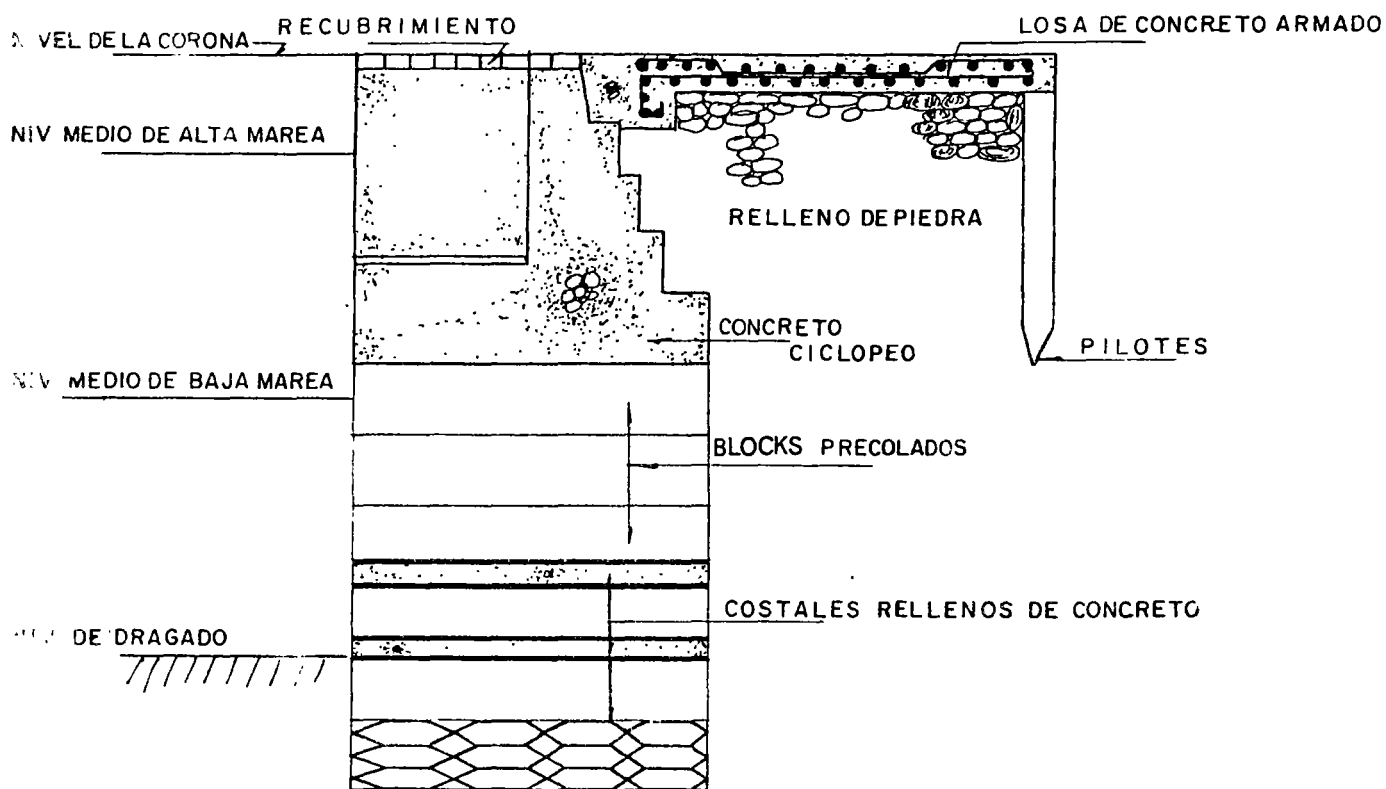 VEL DE LA CORONA
RECUBRIMIENTO
LOSA DE CONCRETO ARMADO
NIV MEDIO DE ALTA MAREA
RELLENO DE PIEDRA
CONCRETO
CICLOPEO
PILOTES
NIV MEDIO DE BAJA MAREA
BLOCKS PRECOLADOS
COSTALES RELLENOS DE CONCRETO
DE DRAGADO